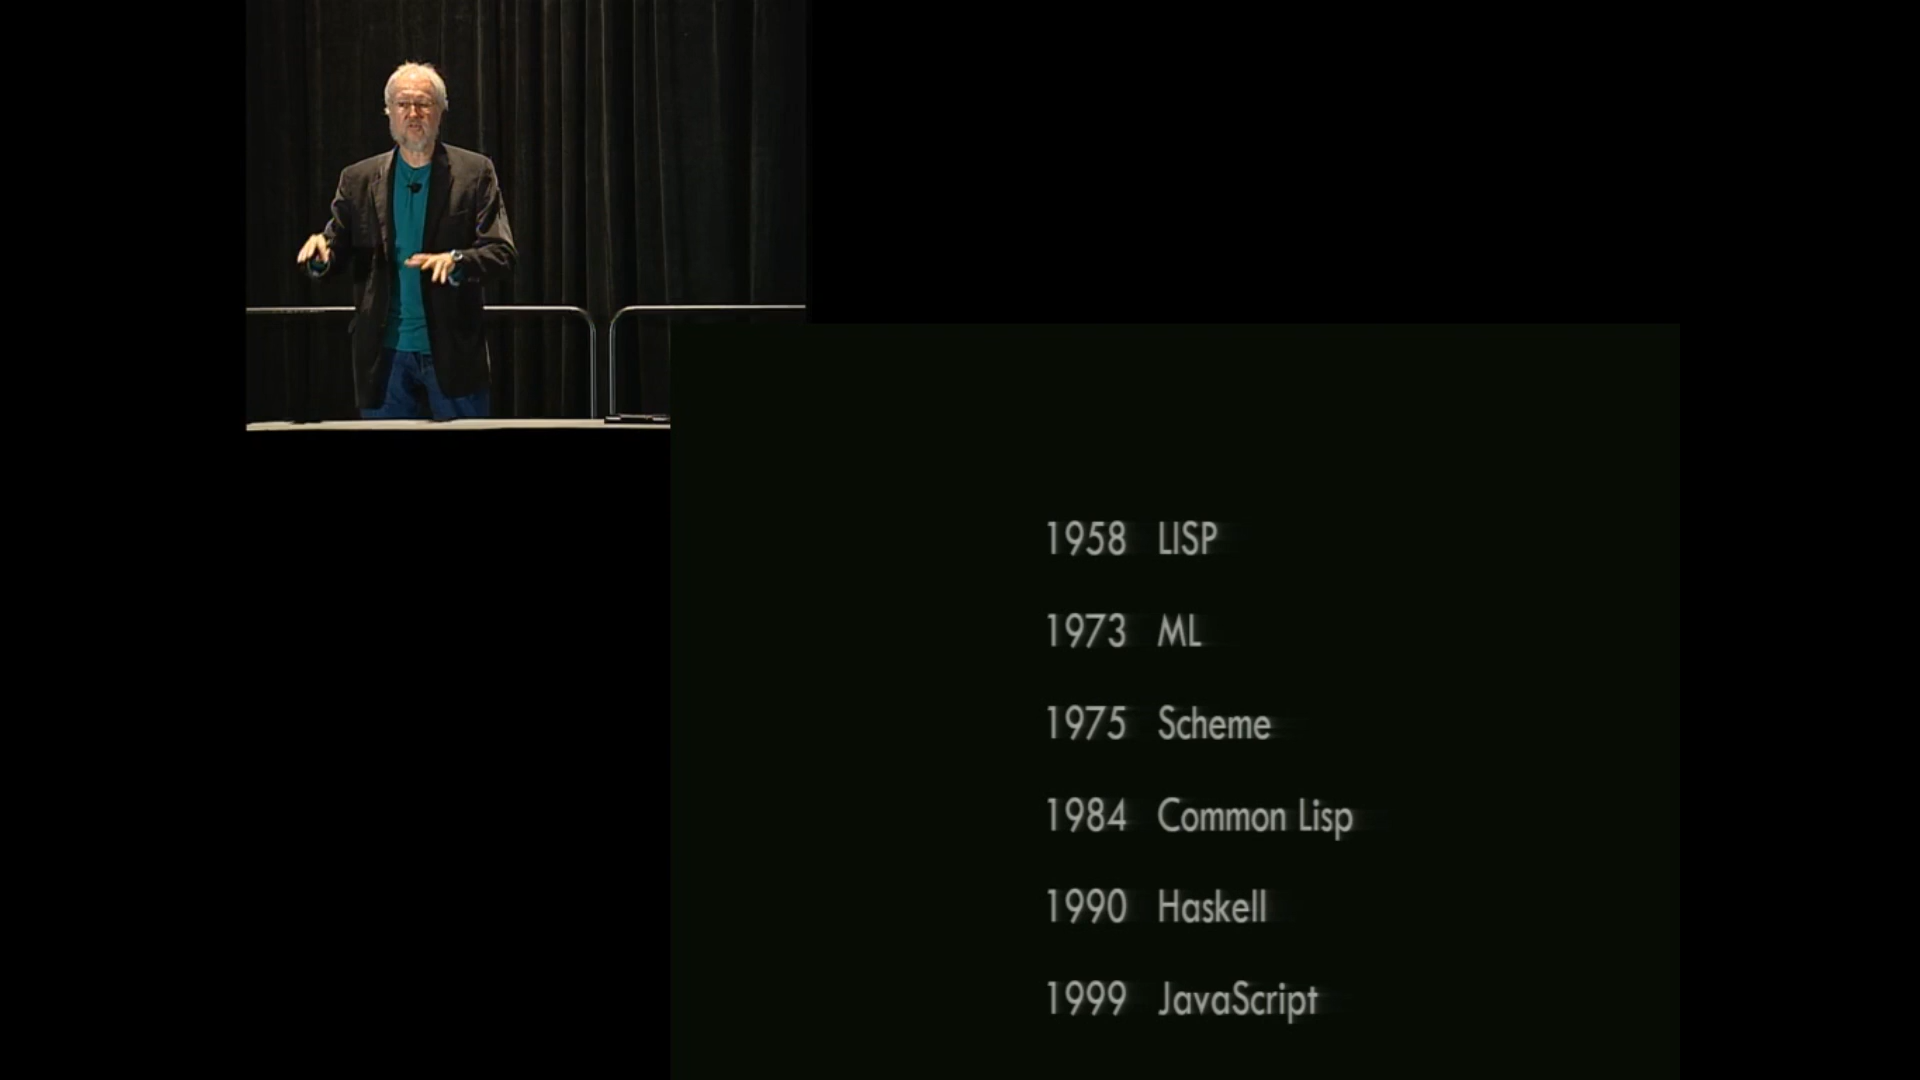 1958 LISP
1973 ML
1975 Scheme
1984 Common Lisp
1990 Haskell
1999 JavaScript